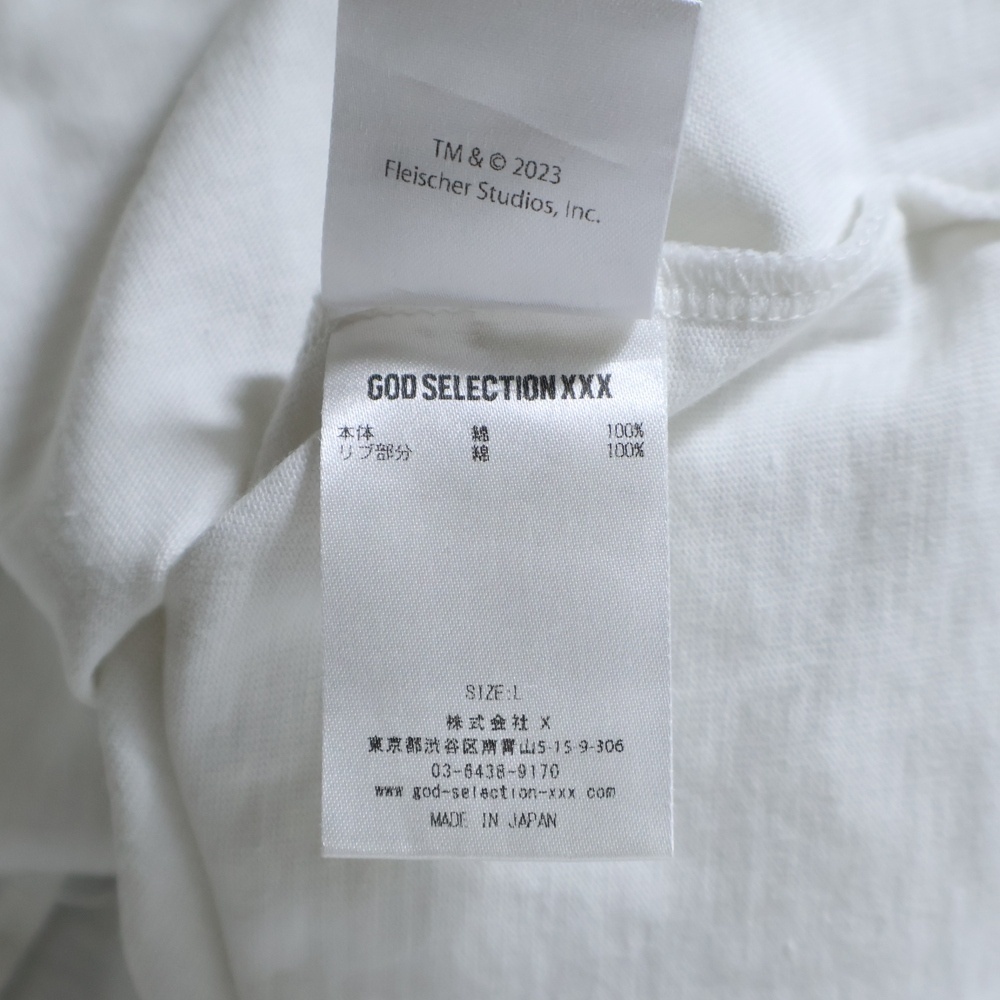 TM & © 2023
Fleischer Studios, Inc.
GOD SELECTION XXX
本体 綿 100%
リブ部分 綿 100%
SIZE:L
株式会社 X
東京都渋谷区南青山5-15-9-306
03-6438-9170
www god-selection-xxx com
MADE IN JAPAN